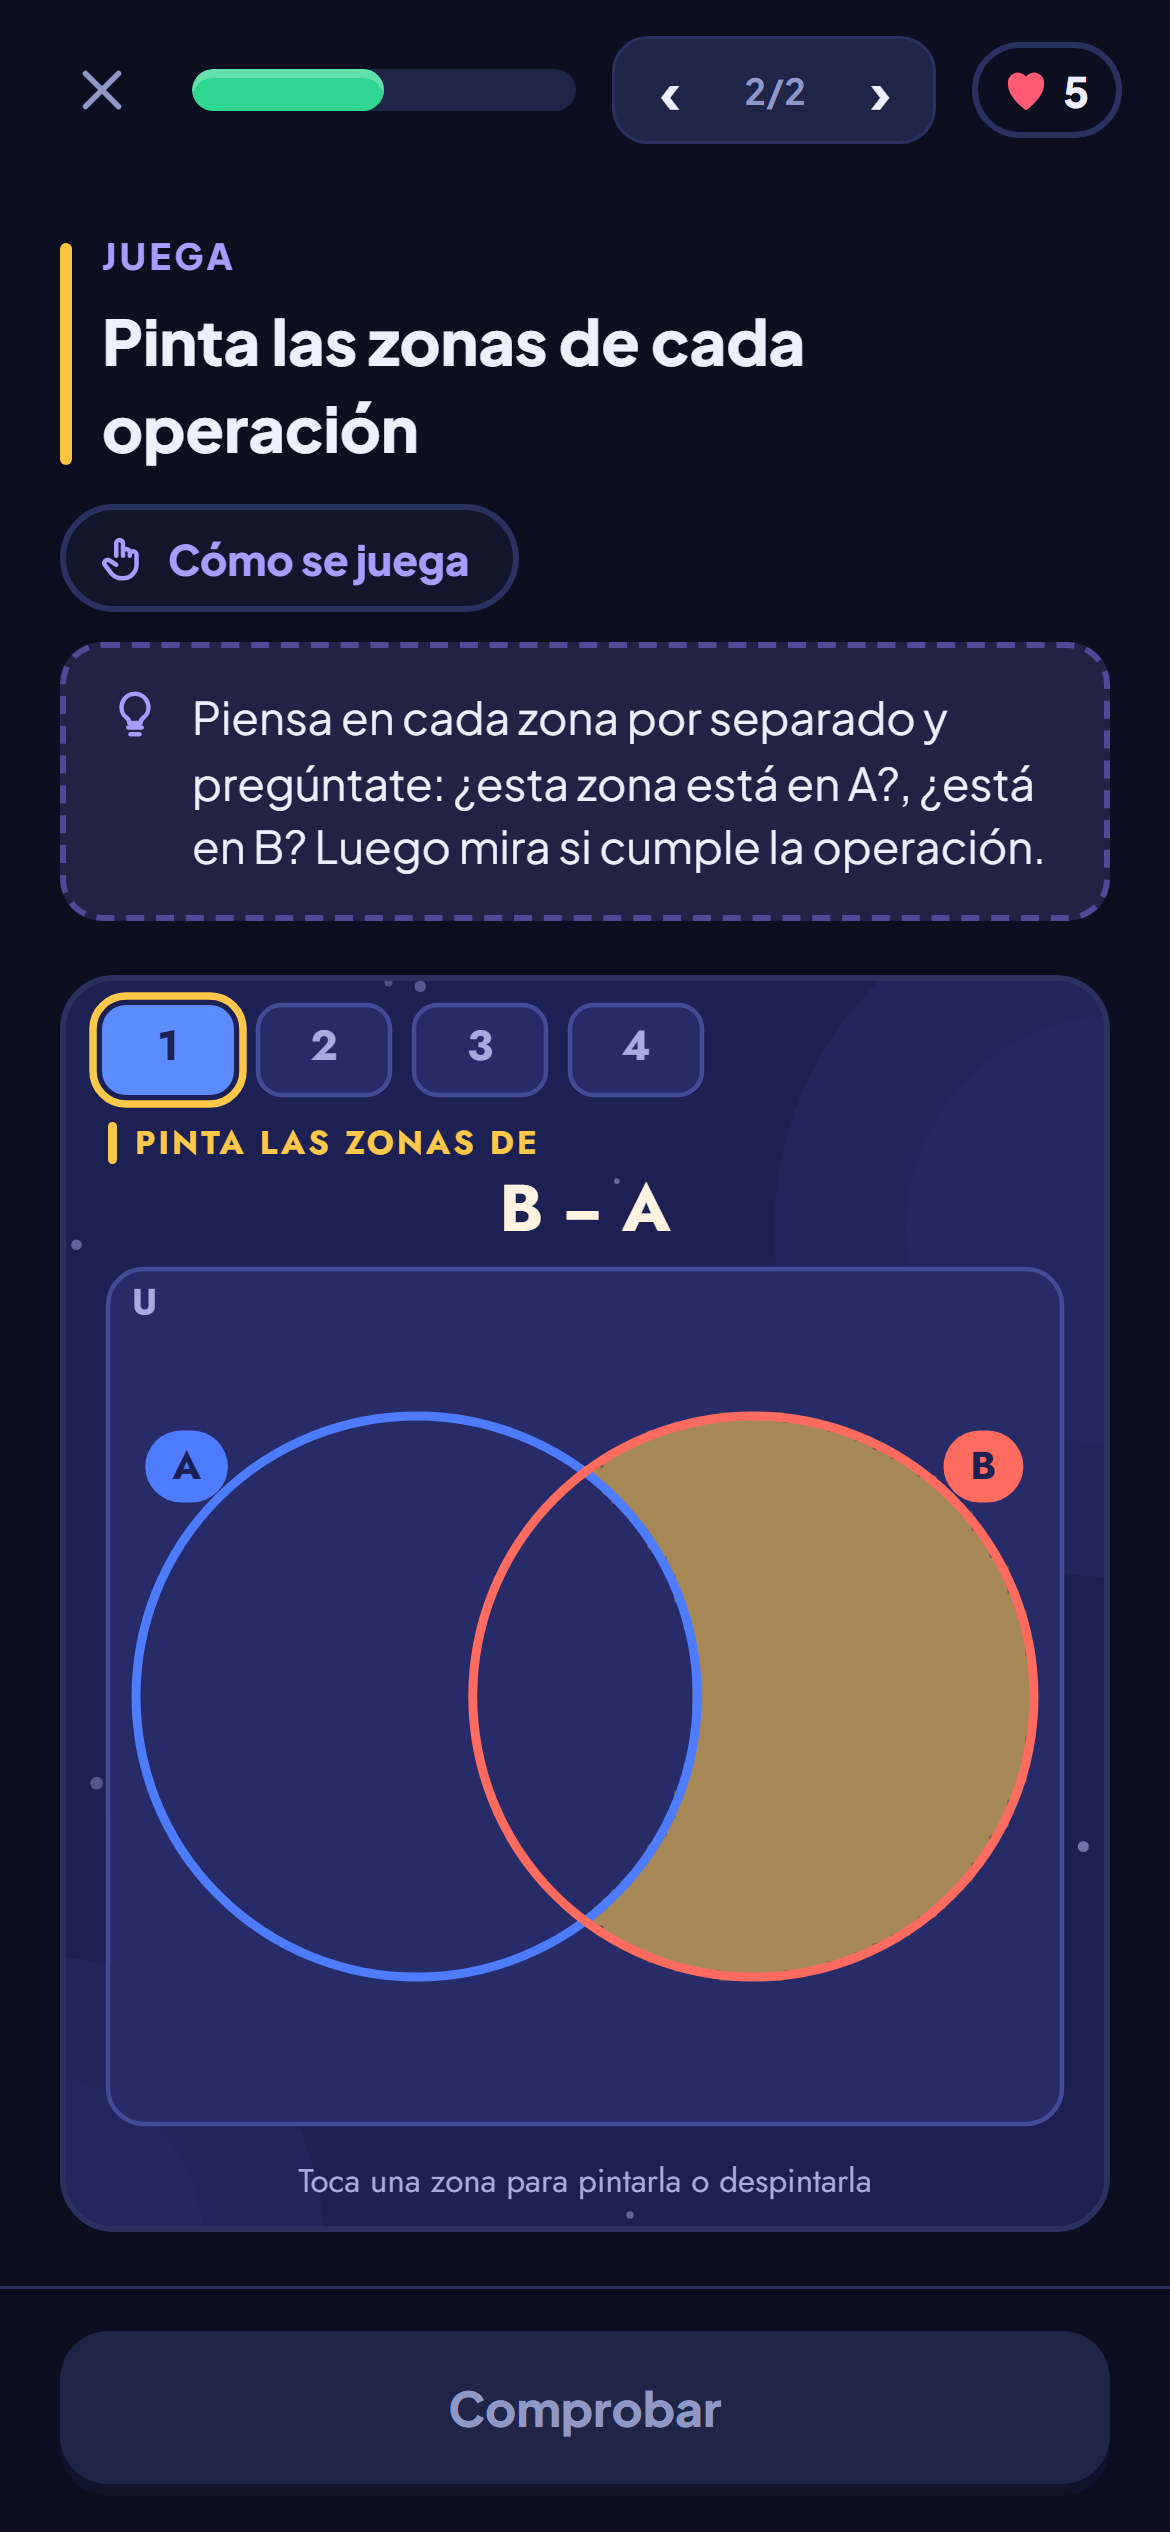 2/2
5
JUEGA
Pinta las zonas de cada
operación
Cómo se juega
Piensa en cada zona por separado y
pregúntate: ¿esta zona está en A?, ¿está
en B? Luego mira si cumple la operación.
1 2 3 4
PINTA LAS ZONAS DE
B – A
U
A
B
Toca una zona para pintarla o despintarla
Comprobar